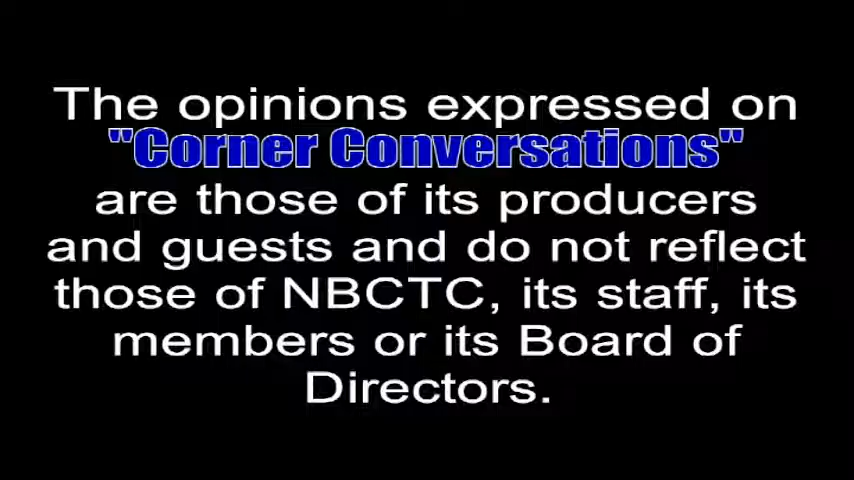 The opinions expressed on
"Corner Conversations"
are those of its producers
and guests and do not reflect
those of NBCTC, its staff, its
members or its Board of
Directors.